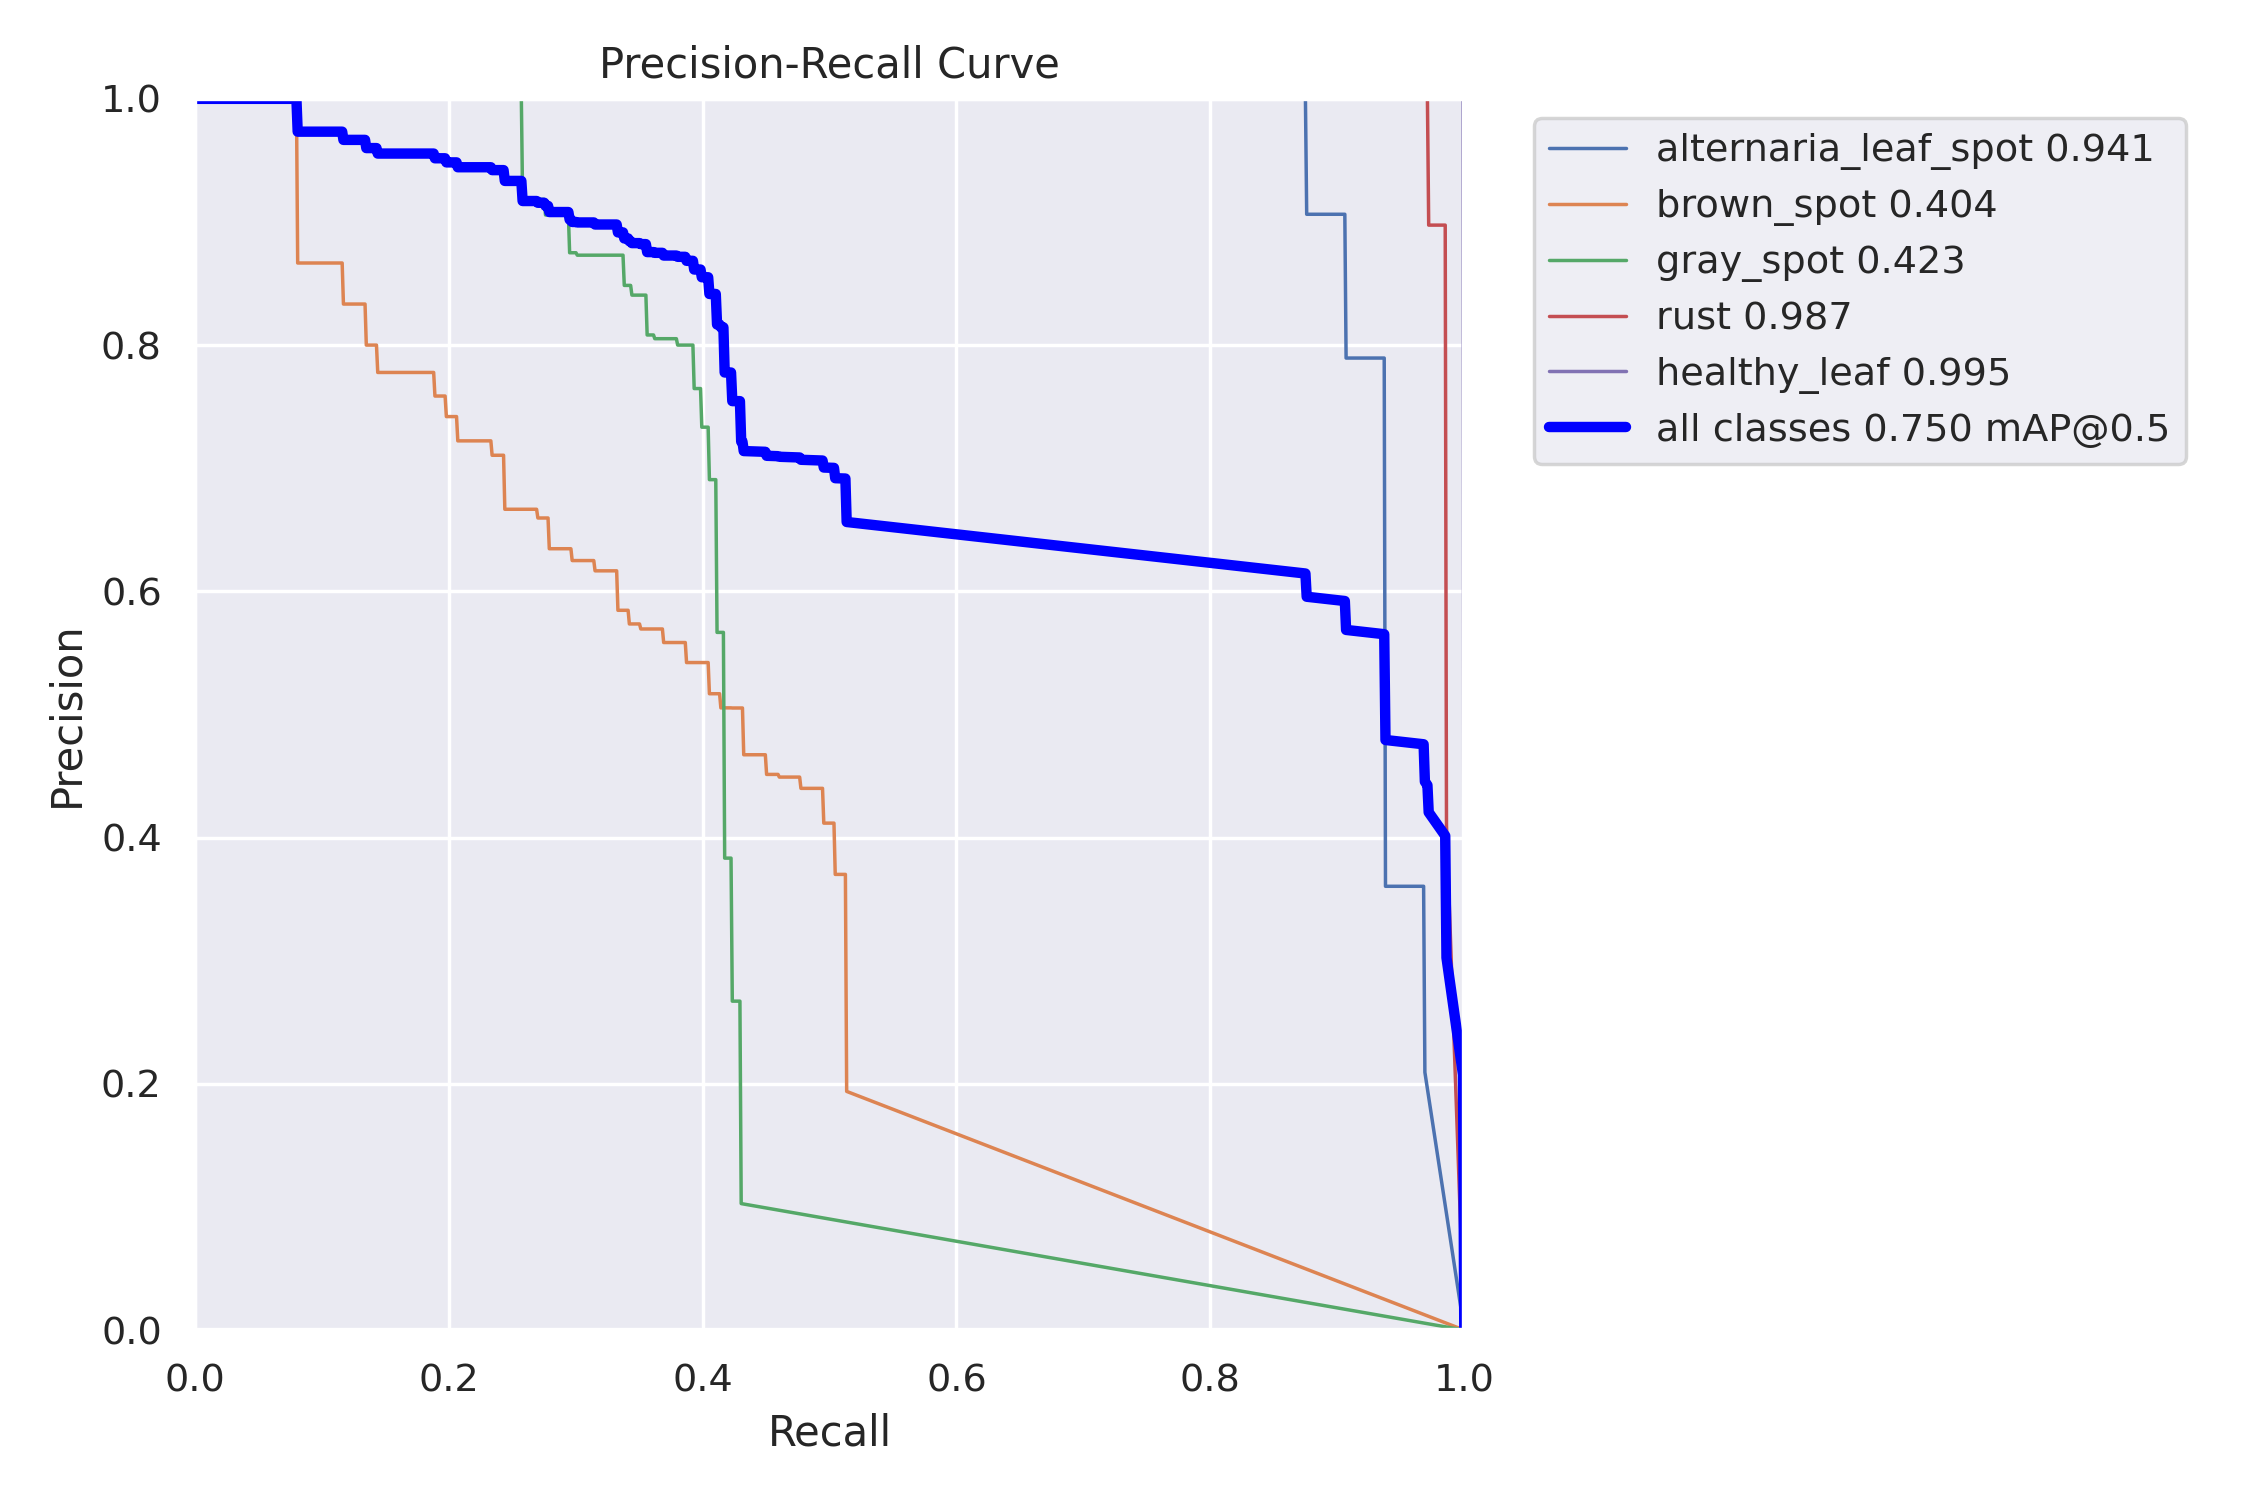 Precision-Recall Curve
1.0
0.8
0.6
0.4
0.2
0.0
Precision
0.0 0.2 0.4 0.6 0.8 1.0
Recall
alternaria_leaf_spot 0.941
brown_spot 0.404
gray_spot 0.423
rust 0.987
healthy_leaf 0.995
all classes 0.750 mAP@0.5